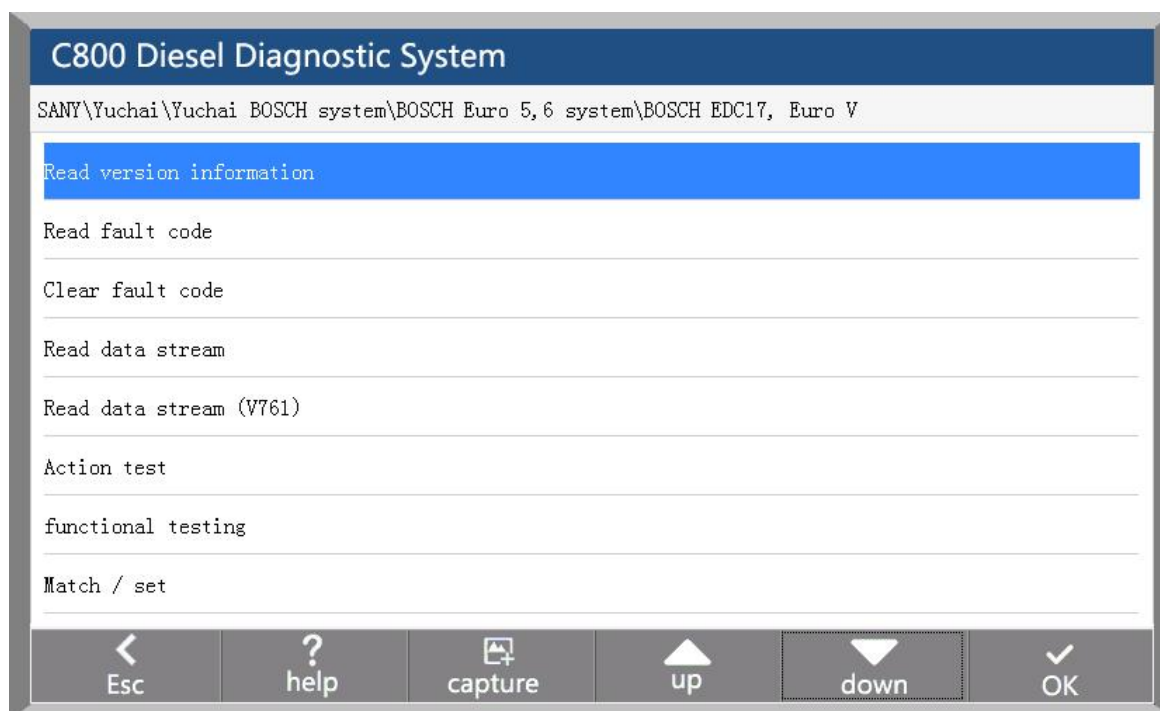 C800 Diesel Diagnostic System
SANY\Yuchai\Yuchai BOSCH system\BOSCH Euro 5,6 system\BOSCH EDC17, Euro V
Read version information
Read fault code
Clear fault code
Read data stream
Read data stream (V761)
Action test
functional testing
Match / set
Esc
? help
capture
up
down
OK